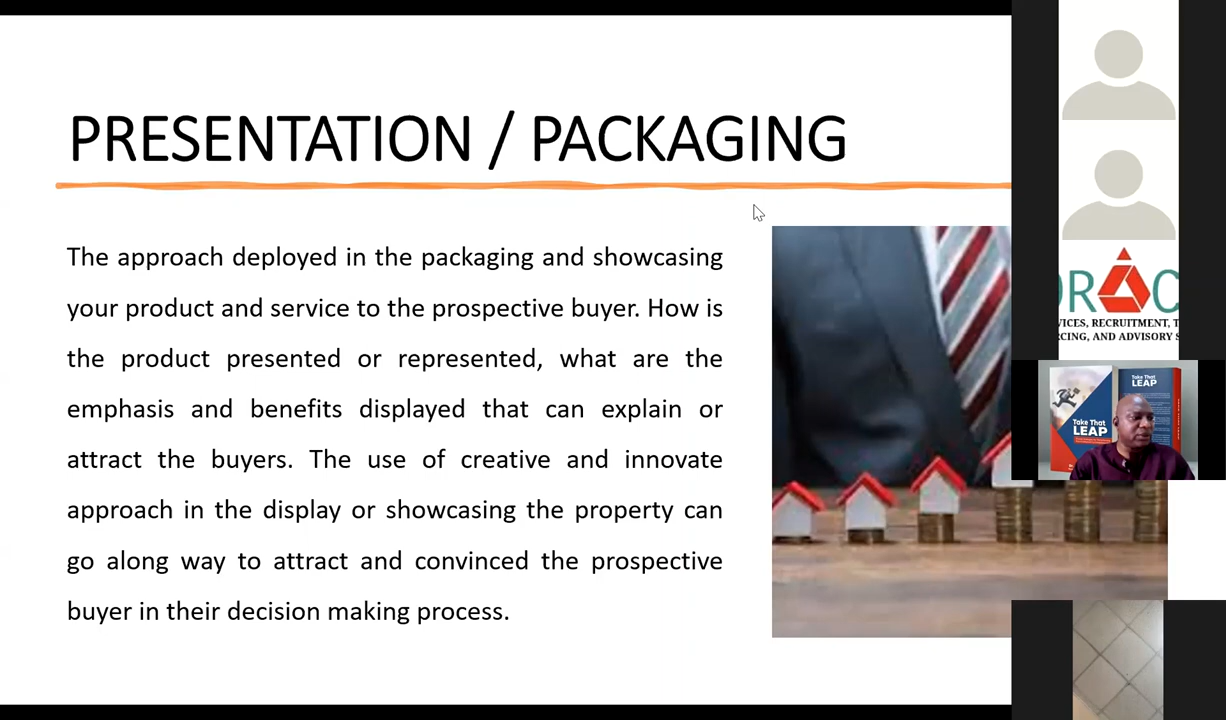 PRESENTATION / PACKAGING
The approach deployed in the packaging and showcasing
your product and service to the prospective buyer. How is
the product presented or represented, what are the
emphasis and benefits displayed that can explain or
attract the buyers. The use of creative and innovate
approach in the display or showcasing the property can
go along way to attract and convinced the prospective
buyer in their decision making process.
RAC
VICES, RECRUITMENT, T
RCING, AND ADVISORY S
Take That
LEAP
Take That
LEAP